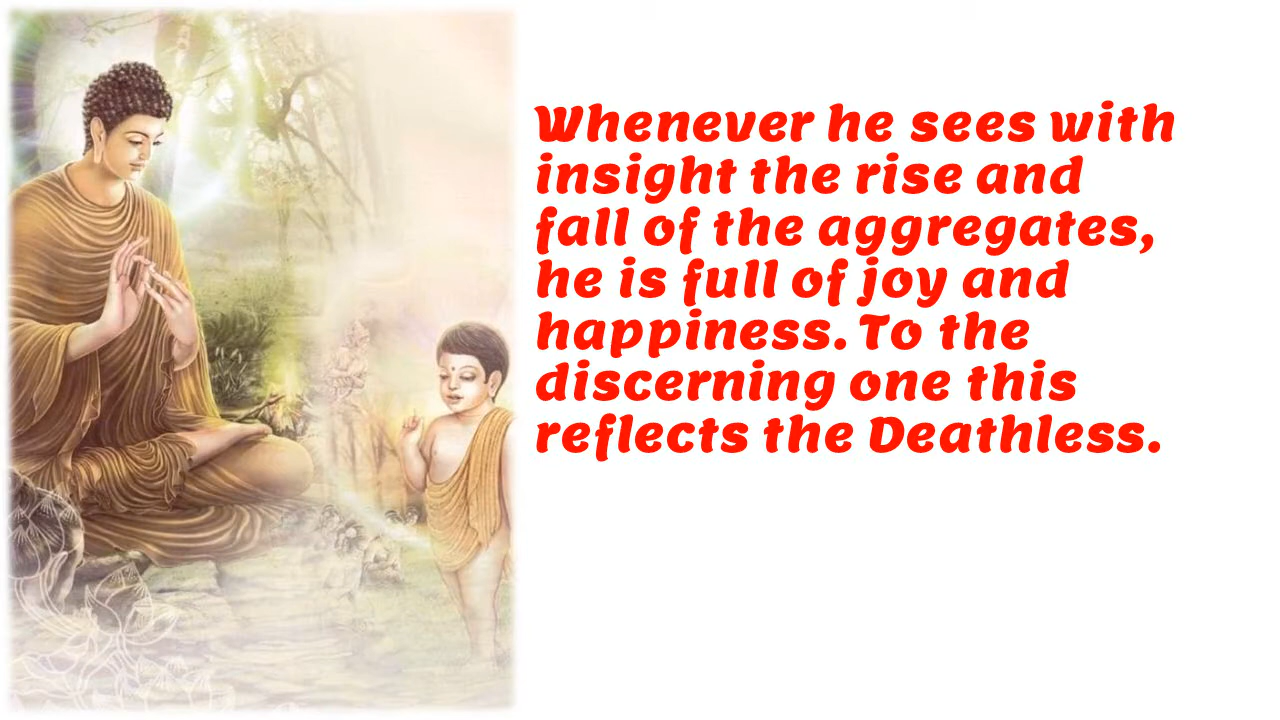 Whenever he sees with
insight the rise and
fall of the aggregates,
he is full of joy and
happiness. To the
discerning one this
reflects the Deathless.